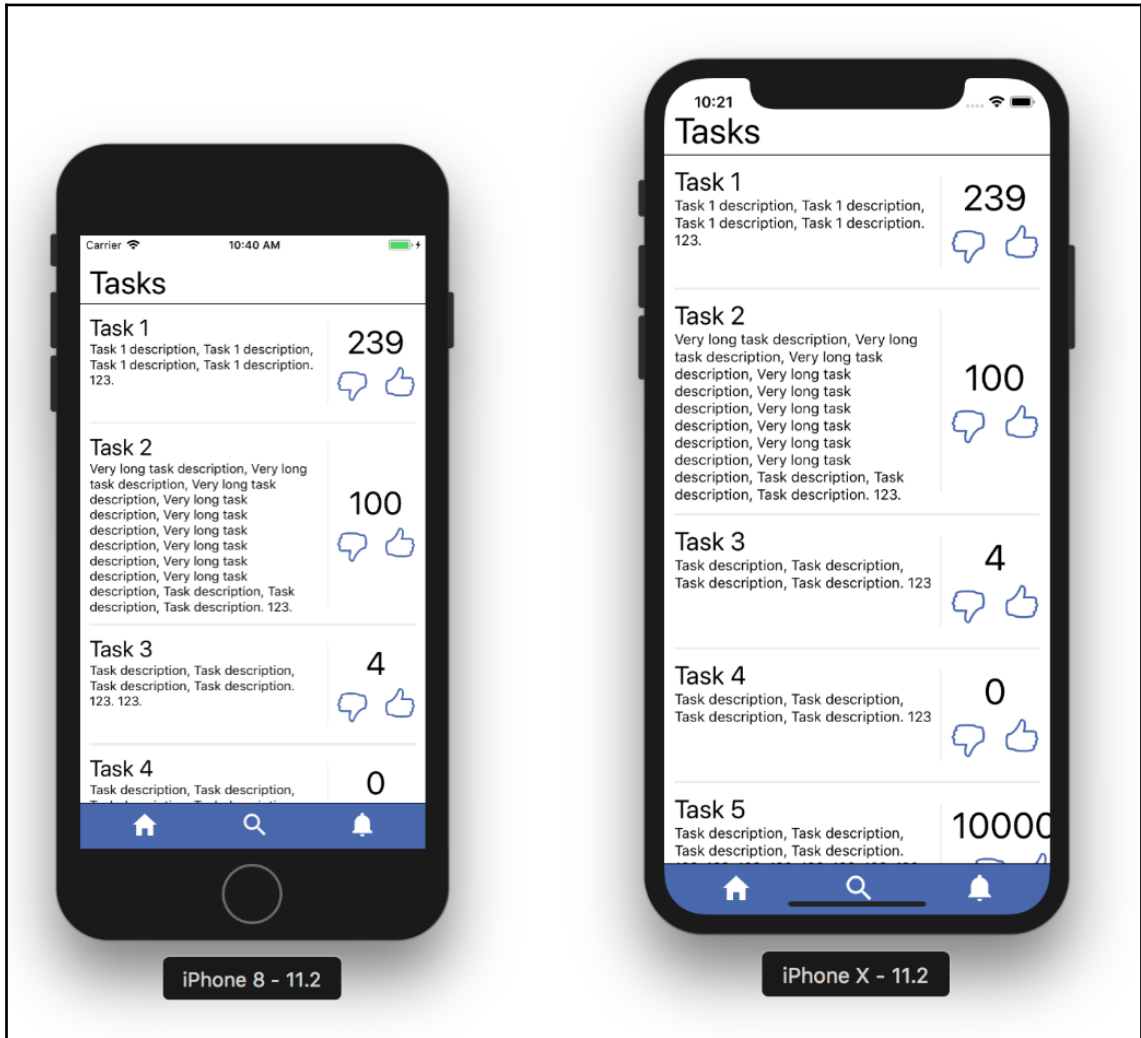 Carrier 10:40 AM
Tasks
Task 1
Task 1 description, Task 1 description,
Task 1 description, Task 1 description.
123.
239
Task 2
Very long task description, Very long
task description, Very long task
description, Very long task
description, Very long task
description, Very long task
description, Very long task
description, Very long task
description, Very long task
description, Task description, Task
description, Task description. 123.
100
Task 3
Task description, Task description,
Task description, Task description.
123. 123.
4
Task 4
Task description, Task description,
0
iPhone 8 - 11.2
10:21
Tasks
Task 1
Task 1 description, Task 1 description,
Task 1 description, Task 1 description.
123.
239
Task 2
Very long task description, Very long
task description, Very long task
description, Very long task
description, Very long task
description, Very long task
description, Very long task
description, Very long task
description, Very long task
description, Task description, Task
description, Task description. 123.
100
Task 3
Task description, Task description,
Task description, Task description. 123
4
Task 4
Task description, Task description,
Task description, Task description. 123
0
Task 5
Task description, Task description,
Task description, Task description.
10000
iPhone X - 11.2